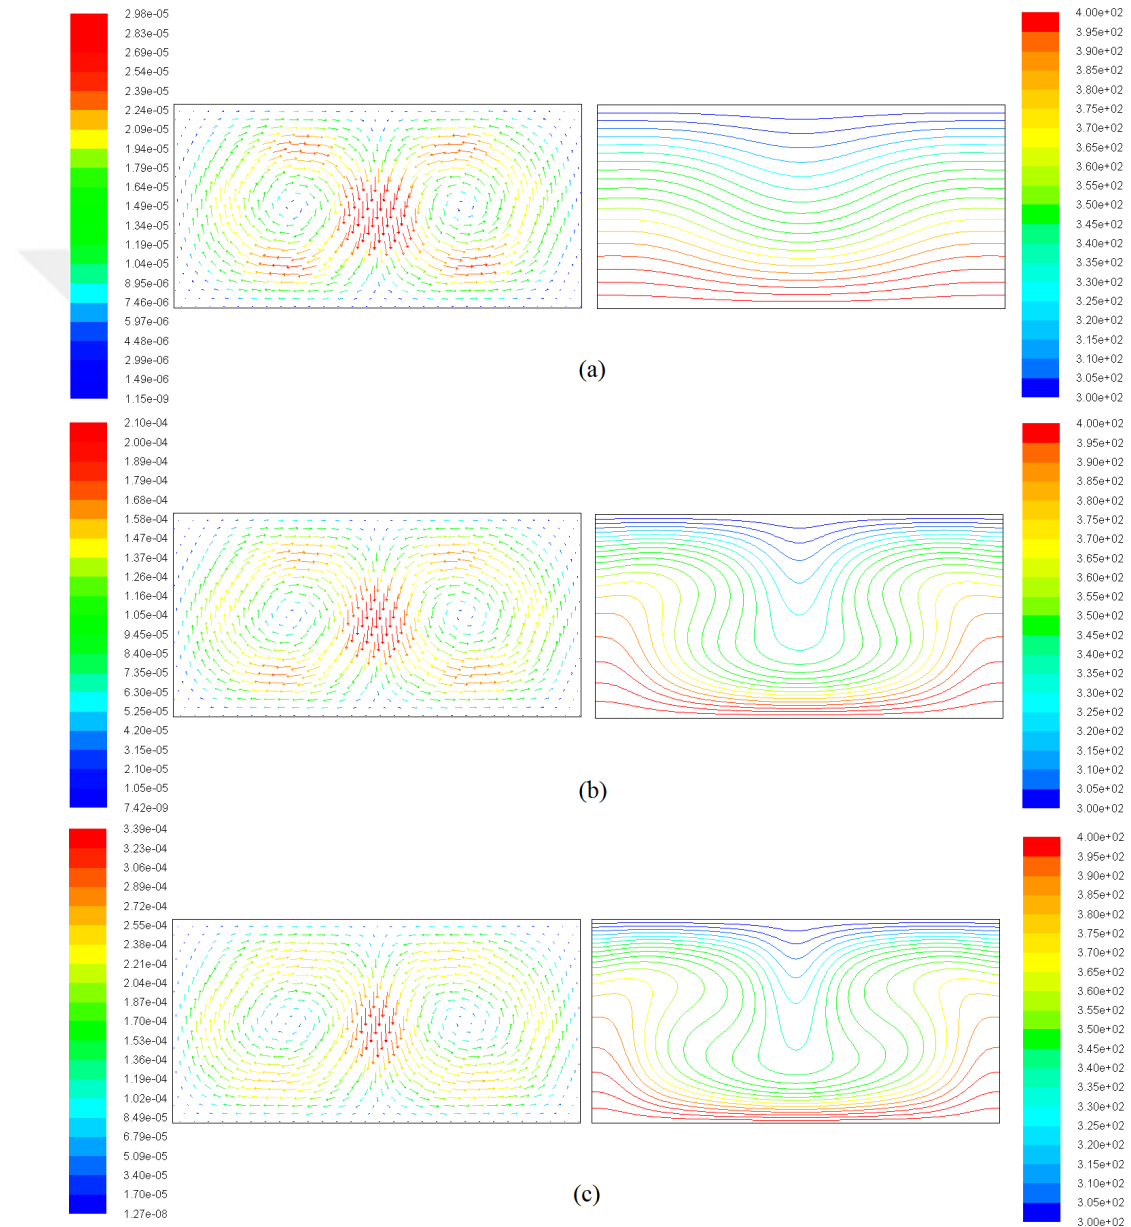 2.98e-05
2.83e-05
2.69e-05
2.54e-05
2.39e-05
2.24e-05
2.09e-05
1.94e-05
1.79e-05
1.64e-05
1.49e-05
1.34e-05
1.19e-05
1.04e-05
8.95e-06
7.46e-06
5.97e-06
4.48e-06
2.99e-06
1.49e-06
1.15e-09
4.00e+02
3.95e+02
3.90e+02
3.85e+02
3.80e+02
3.75e+02
3.70e+02
3.65e+02
3.60e+02
3.55e+02
3.50e+02
3.45e+02
3.40e+02
3.35e+02
3.30e+02
3.25e+02
3.20e+02
3.15e+02
3.10e+02
3.05e+02
3.00e+02
(a)
2.10e-04
2.00e-04
1.89e-04
1.79e-04
1.68e-04
1.58e-04
1.47e-04
1.37e-04
1.26e-04
1.16e-04
1.05e-04
9.45e-05
8.40e-05
7.35e-05
6.30e-05
5.25e-05
4.20e-05
3.15e-05
2.10e-05
1.05e-05
7.42e-09
4.00e+02
3.95e+02
3.90e+02
3.85e+02
3.80e+02
3.75e+02
3.70e+02
3.65e+02
3.60e+02
3.55e+02
3.50e+02
3.45e+02
3.40e+02
3.35e+02
3.30e+02
3.25e+02
3.20e+02
3.15e+02
3.10e+02
3.05e+02
3.00e+02
(b)
3.39e-04
3.23e-04
3.06e-04
2.89e-04
2.72e-04
2.55e-04
2.38e-04
2.21e-04
2.04e-04
1.87e-04
1.70e-04
1.53e-04
1.36e-04
1.19e-04
1.02e-04
8.49e-05
6.79e-05
5.09e-05
3.40e-05
1.70e-05
1.27e-08
4.00e+02
3.95e+02
3.90e+02
3.85e+02
3.80e+02
3.75e+02
3.70e+02
3.65e+02
3.60e+02
3.55e+02
3.50e+02
3.45e+02
3.40e+02
3.35e+02
3.30e+02
3.25e+02
3.20e+02
3.15e+02
3.10e+02
3.05e+02
3.00e+02
(c)